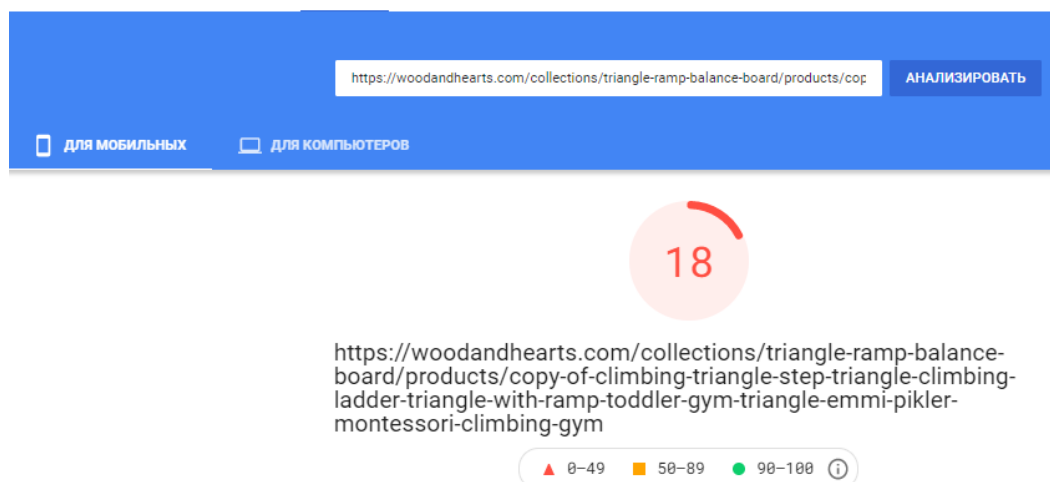 https://woodandhearts.com/collections/triangle-ramp-balance-board/products/cop
АНАЛИЗИРОВАТЬ
ДЛЯ МОБИЛЬНЫХ
ДЛЯ КОМПЬЮТЕРОВ
18
https://woodandhearts.com/collections/triangle-ramp-balance-
board/products/copy-of-climbing-triangle-step-triangle-climbing-
ladder-triangle-with-ramp-toddler-gym-triangle-emmi-pikler-
montessori-climbing-gym
0–49 50–89 90–100